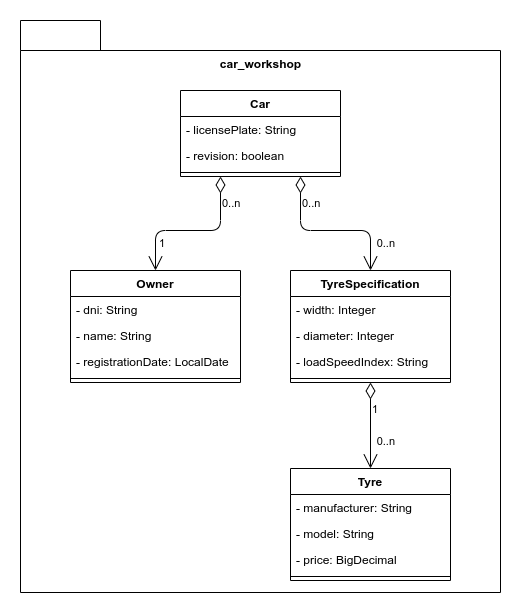 car_workshop
Car
- licensePlate: String
- revision: boolean
0..n
0..n
1
0..n
Owner
- dni: String
- name: String
- registrationDate: LocalDate
TyreSpecification
- width: Integer
- diameter: Integer
- loadSpeedIndex: String
1
0..n
Tyre
- manufacturer: String
- model: String
- price: BigDecimal